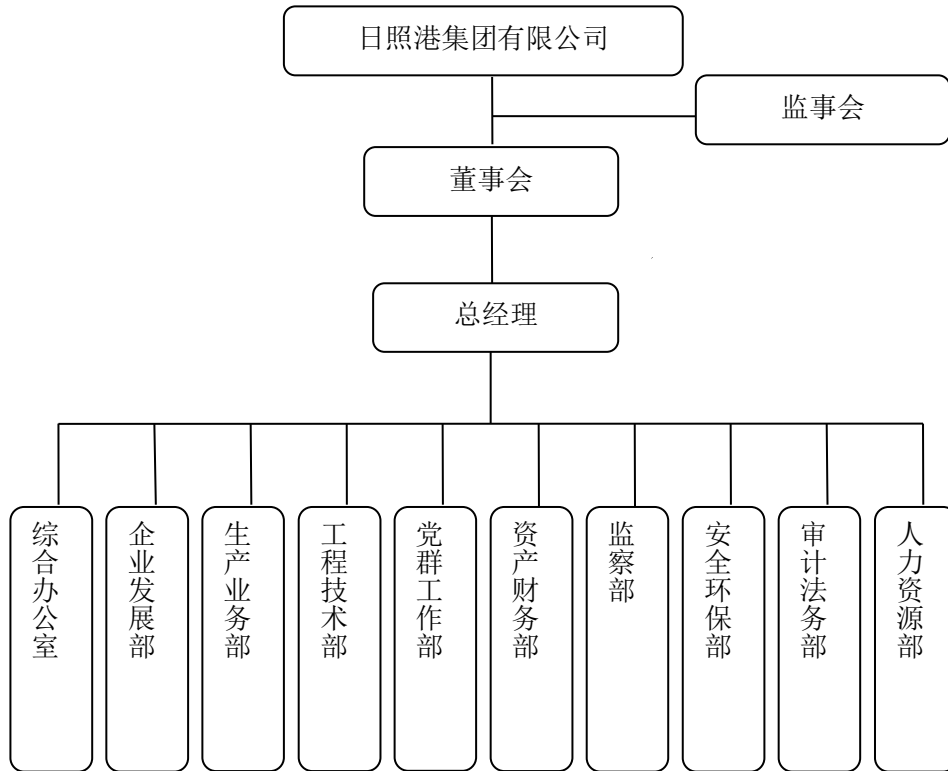 日照港集团有限公司
监事会
董事会
总经理
综合办公室
企业发展部
生产业务部
工程技术部
党群工作部
资产财务部
监察部
安全环保部
审计法务部
人力资源部